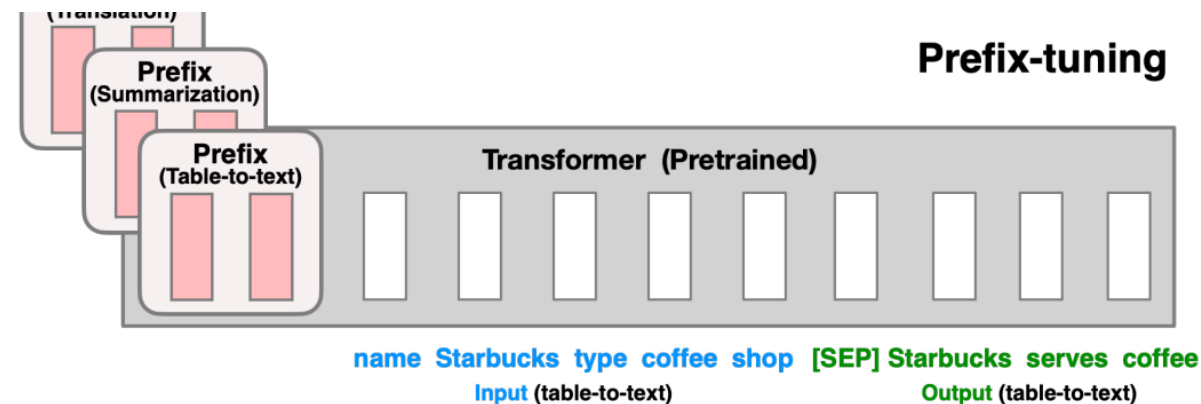 (Translation)
Prefix-tuning
Prefix
(Summarization)
Prefix
(Table-to-text)
Transformer (Pretrained)
name Starbucks type coffee shop [SEP] Starbucks serves coffee
Input (table-to-text) Output (table-to-text)